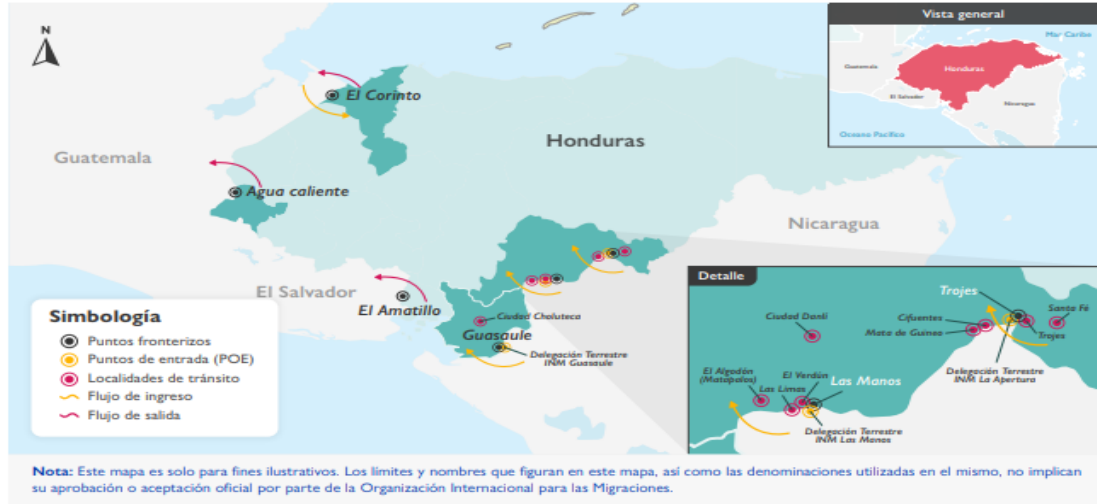 N
Vista general
Mar Caribe
Guatemala
Honduras
El Salvador
Nicaragua
Oceano Pacífico
El Corinto
Guatemala
Honduras
Agua caliente
Nicaragua
El Salvador
El Amatillo
Ciudad Choluteca
Guasaule
Delegación Terrestre
INM Guasaule
Simbología
Puntos fronterizos
Puntos de entrada (POE)
Localidades de tránsito
Flujo de ingreso
Flujo de salida
Detalle
Trojes
Santa Fé
Ciudad Danlí
Cifuentes
Mata de Guineo
Trojes
Delegación Terrestre
INM La Apertura
El Algodón
(Matapalos)
El Verdún
Las Limas
Las Manos
Delegación Terrestre
INM Las Manos
Nota: Este mapa es solo para fines ilustrativos. Los límites y nombres que figuran en este mapa, así como las denominaciones utilizadas en el mismo, no implican
su aprobación o aceptación oficial por parte de la Organización Internacional para las Migraciones.